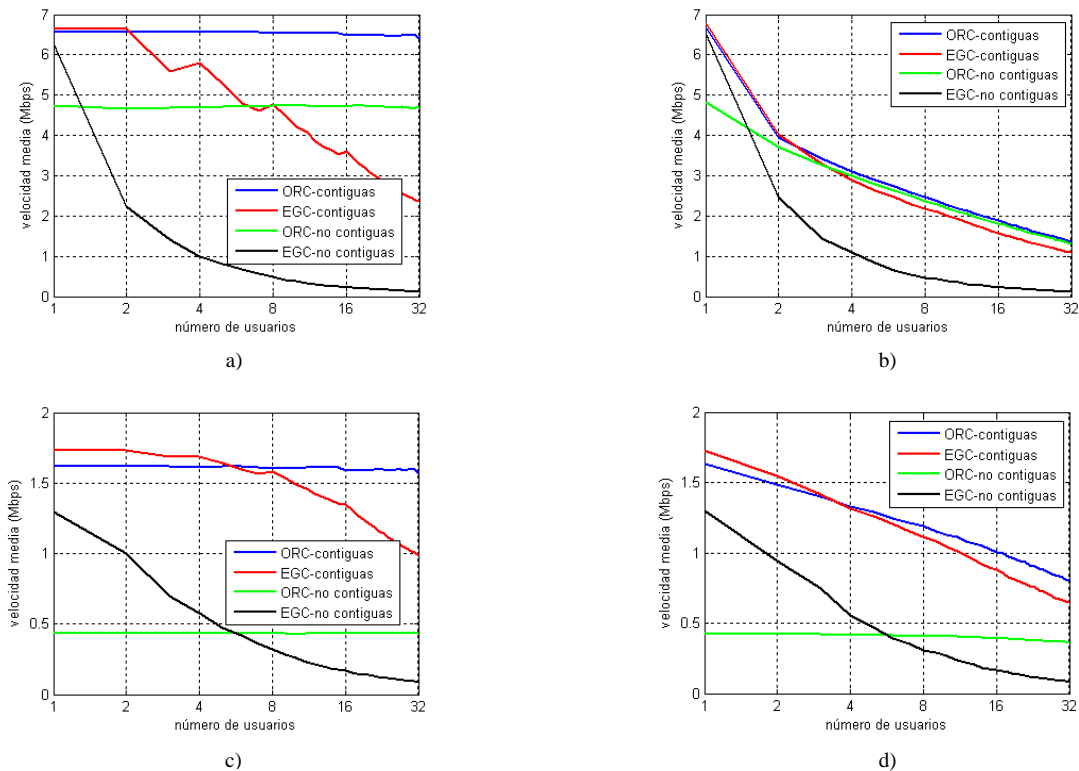 7
6
5
4
3
2
1
0
velocidad media (Mbps)
ORC-contiguas
EGC-contiguas
ORC-no contiguas
EGC-no contiguas
1 2 4 8 16 32
número de usuarios
a)
7
6
5
4
3
2
1
0
velocidad media (Mbps)
ORC-contiguas
EGC-contiguas
ORC-no contiguas
EGC-no contiguas
1 2 4 8 16 32
número de usuarios
b)
2
1.5
1
0.5
0
velocidad media (Mbps)
ORC-contiguas
EGC-contiguas
ORC-no contiguas
EGC-no contiguas
1 2 4 8 16 32
número de usuarios
c)
2
1.5
1
0.5
0
velocidad media (Mbps)
ORC-contiguas
EGC-contiguas
ORC-no contiguas
EGC-no contiguas
1 2 4 8 16 32
número de usuarios
d)